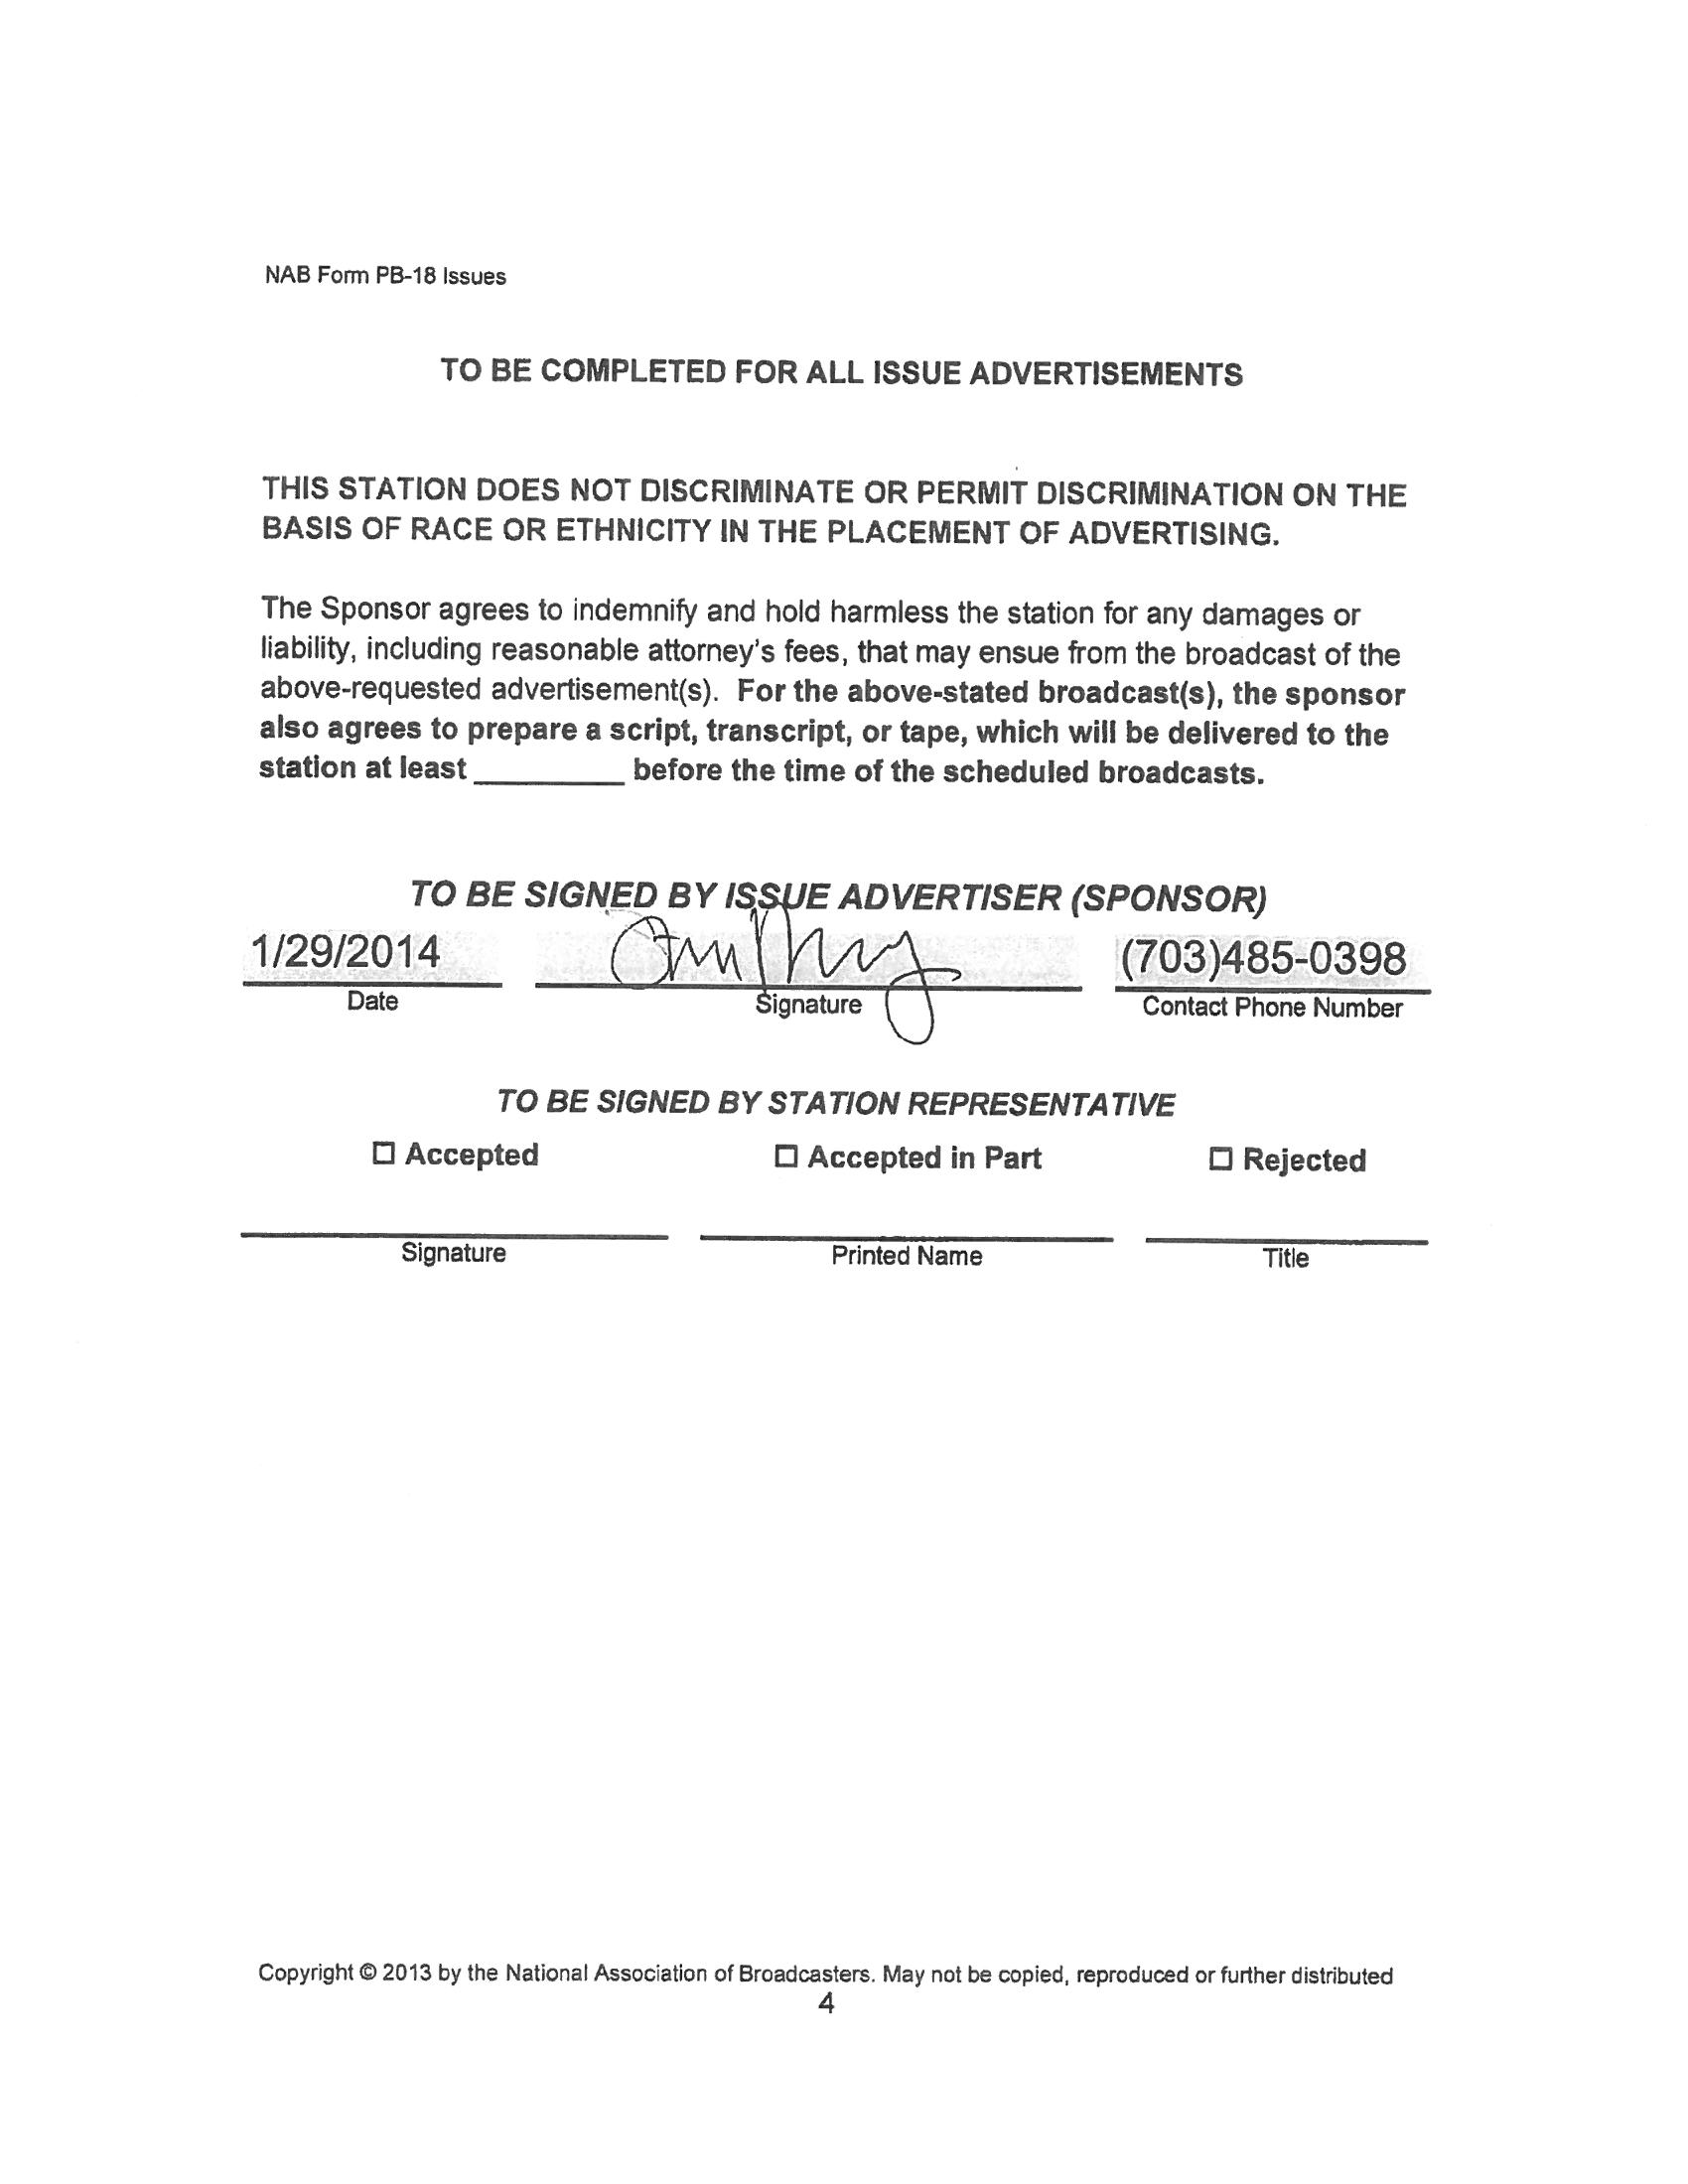 NAB Form PB-18 Issues
TO BE COMPLETED FOR ALL ISSUE ADVERTISEMENTS
THIS STATION DOES NOT DISCRIMINATE OR PERMIT DISCRIMINATION ON THE
BASIS OF RACE OR ETHNICITY IN THE PLACEMENT OF ADVERTISING.
The Sponsor agrees to indemnify and hold harmless the station for any damages or
liability, including reasonable attorney's fees, that may ensue from the broadcast of the
above-requested advertisement(s). For the above-stated broadcast(s), the sponsor
also agrees to prepare a script, transcript, or tape, which will be delivered to the
station at least __________ before the time of the scheduled broadcasts.
TO BE SIGNED BY ISSUE ADVERTISER (SPONSOR)
1/29/2014 (703)485-0398
Date Signature Contact Phone Number
TO BE SIGNED BY STATION REPRESENTATIVE
☐ Accepted ☐ Accepted in Part ☐ Rejected
Signature Printed Name Title
Copyright © 2013 by the National Association of Broadcasters. May not be copied, reproduced or further distributed
4